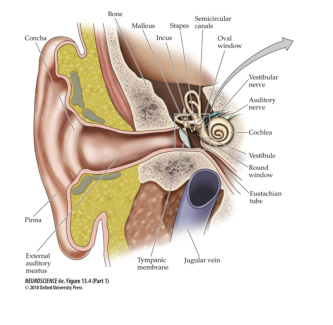 Bone
Malleus
Stapes
Semicircular
canals
Concha
Incus
Oval
window
Vestibular
nerve
Auditory
nerve
Cochlea
Vestibule
Round
window
Eustachian
tube
Pinna
External
auditory
meatus
Tympanic
membrane
Jugular vein
NEUROSCIENCE 6e, Figure 13.4 (Part 1)
© 2018 Oxford University Press